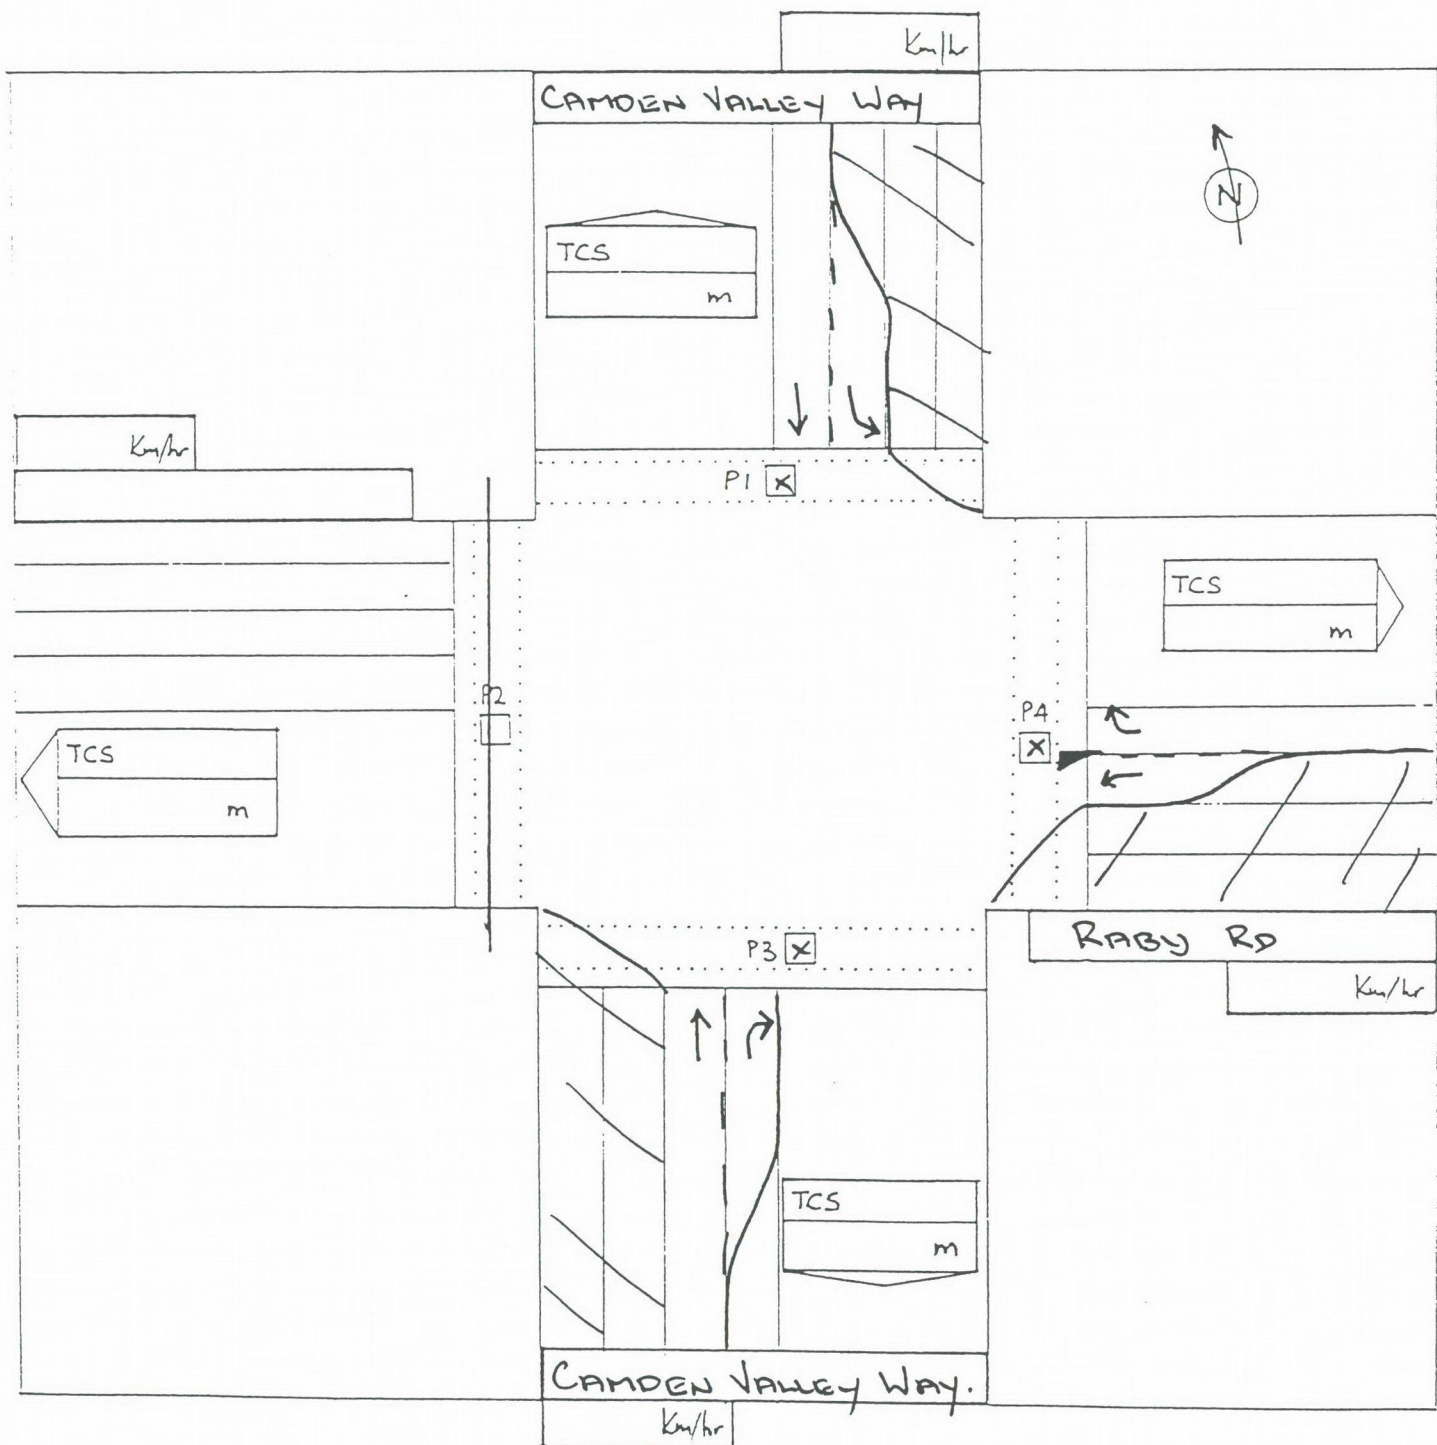 Km/hr
CAMDEN VALLEY WAY
N
TCS
m
Km/hr
P1
TCS
m
P2
P4
TCS
m
P3
RABY RD
Km/hr
TCS
m
CAMDEN VALLEY WAY.
Km/hr